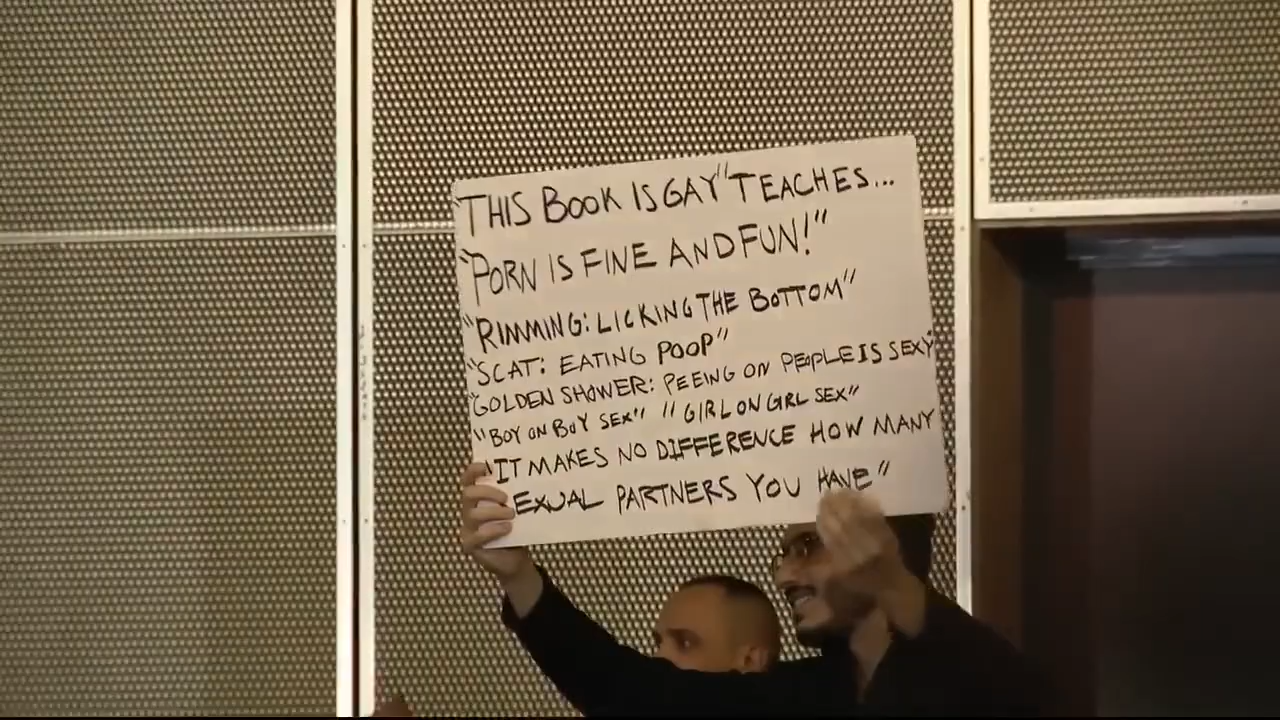 "THIS BOOK IS GAY" TEACHES...
"PORN IS FINE AND FUN!"
"RIMMING: LICKING THE BOTTOM"
"SCAT: EATING POOP"
"GOLDEN SHOWER: PEEING ON PEOPLE IS SEXY"
"BOY ON BOY SEX" "GIRL ON GIRL SEX"
"IT MAKES NO DIFFERENCE HOW MANY
SEXUAL PARTNERS YOU HAVE"